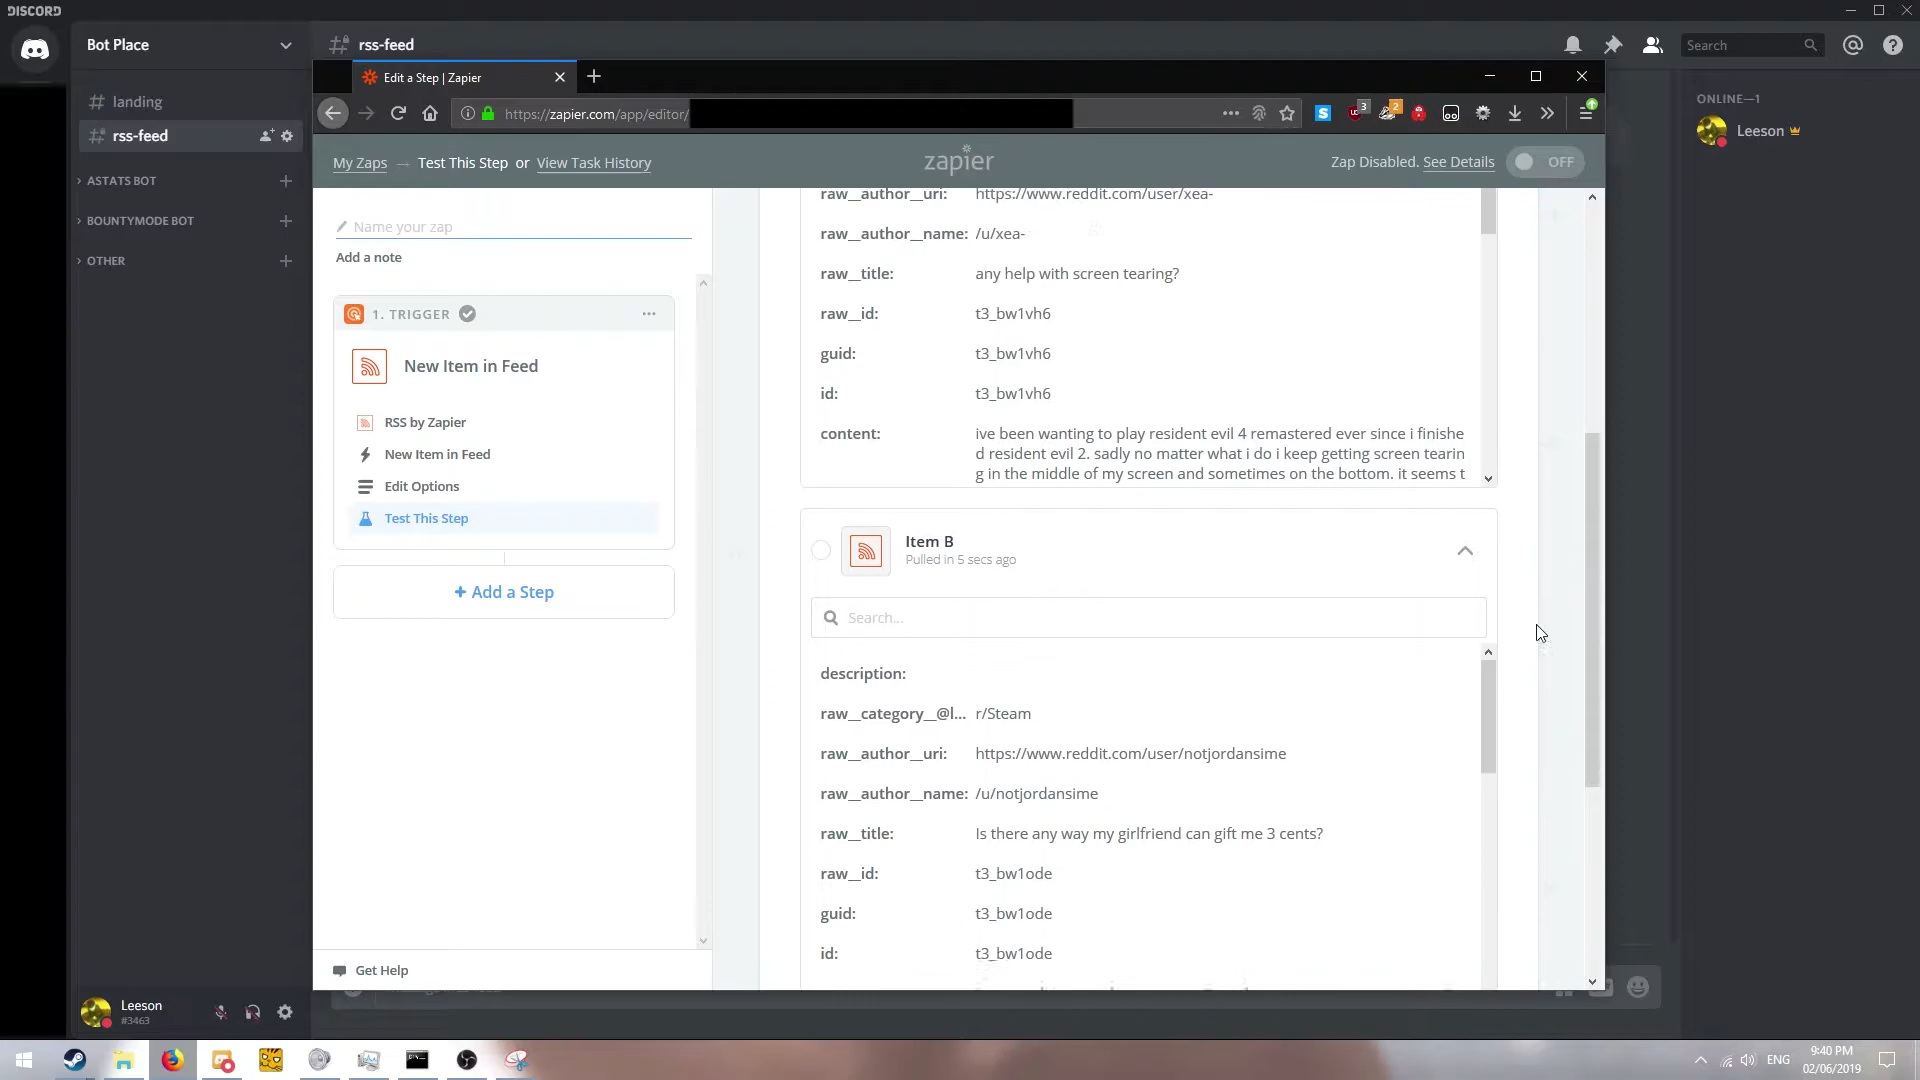 DISCORD
Bot Place
rss-feed
Search
landing
rss-feed
ASTATS BOT
BOUNTYMODE BOT
OTHER
ONLINE—1
Leeson
Edit a Step | Zapier
https://zapier.com/app/editor/
3
2
My Zaps — Test This Step or View Task History
zapier
Zap Disabled. See Details
OFF
Name your zap
Add a note
1. TRIGGER
New Item in Feed
RSS by Zapier
New Item in Feed
Edit Options
Test This Step
+ Add a Step
Get Help
raw__author__uri: https://www.reddit.com/user/xea-
raw__author__name: /u/xea-
raw__title: any help with screen tearing?
raw__id: t3_bw1vh6
guid: t3_bw1vh6
id: t3_bw1vh6
content: ive been wanting to play resident evil 4 remastered ever since i finishe
d resident evil 2. sadly no matter what i do i keep getting screen tearin
g in the middle of my screen and sometimes on the bottom. it seems t
Item B
Pulled in 5 secs ago
Search...
description:
raw__category__@l... r/Steam
raw__author__uri: https://www.reddit.com/user/notjordansime
raw__author__name: /u/notjordansime
raw__title: Is there any way my girlfriend can gift me 3 cents?
raw__id: t3_bw1ode
guid: t3_bw1ode
id: t3_bw1ode
Leeson
#3463
ENG
9:40 PM
02/06/2019